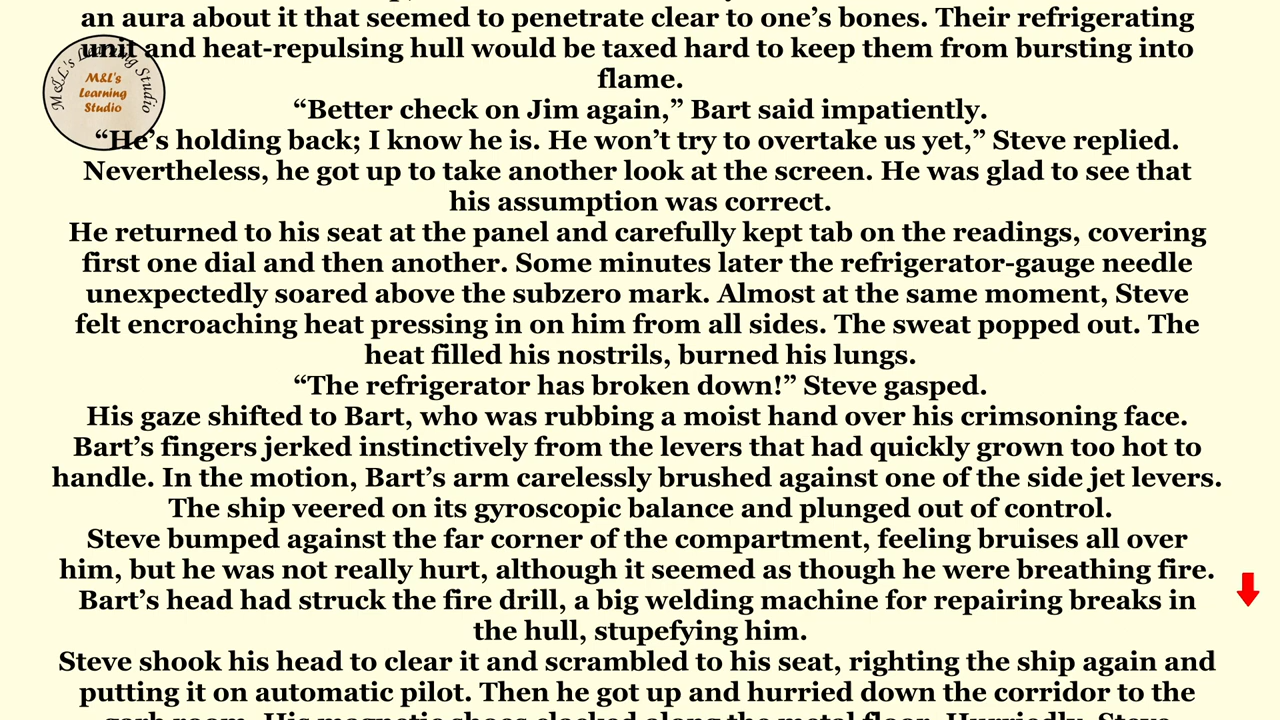 an aura about it that seemed to penetrate clear to one’s bones. Their refrigerating
unit and heat-repulsing hull would be taxed hard to keep them from bursting into
flame.
M&L's Learning Studio
M&L's
Learning
Studio
“Better check on Jim again,” Bart said impatiently.
“He’s holding back; I know he is. He won’t try to overtake us yet,” Steve replied.
Nevertheless, he got up to take another look at the screen. He was glad to see that
his assumption was correct.
He returned to his seat at the panel and carefully kept tab on the readings, covering
first one dial and then another. Some minutes later the refrigerator-gauge needle
unexpectedly soared above the subzero mark. Almost at the same moment, Steve
felt encroaching heat pressing in on him from all sides. The sweat popped out. The
heat filled his nostrils, burned his lungs.
“The refrigerator has broken down!” Steve gasped.
His gaze shifted to Bart, who was rubbing a moist hand over his crimsoning face.
Bart’s fingers jerked instinctively from the levers that had quickly grown too hot to
handle. In the motion, Bart’s arm carelessly brushed against one of the side jet levers.
The ship veered on its gyroscopic balance and plunged out of control.
Steve bumped against the far corner of the compartment, feeling bruises all over
him, but he was not really hurt, although it seemed as though he were breathing fire.
Bart’s head had struck the fire drill, a big welding machine for repairing breaks in
the hull, stupefying him.
Steve shook his head to clear it and scrambled to his seat, righting the ship again and
putting it on automatic pilot. Then he got up and hurried down the corridor to the
garb room. His magnetic shoes clacked along the metal floor. Hurriedly, Steve